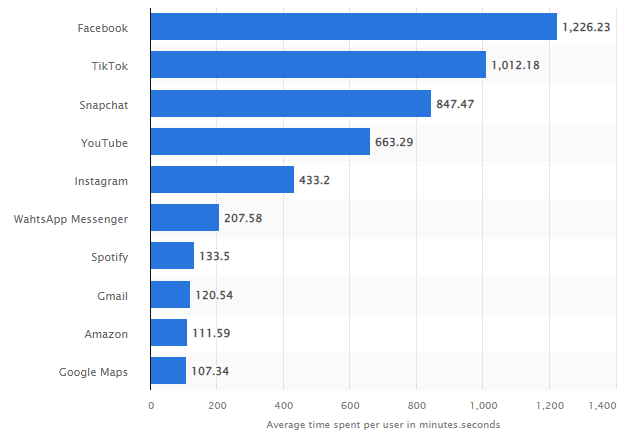 Facebook 1,226.23
TikTok 1,012.18
Snapchat 847.47
YouTube 663.29
Instagram 433.2
WahtsApp Messenger 207.58
Spotify 133.5
Gmail 120.54
Amazon 111.59
Google Maps 107.34
0 200 400 600 800 1,000 1,200 1,400
Average time spent per user in minutes.seconds